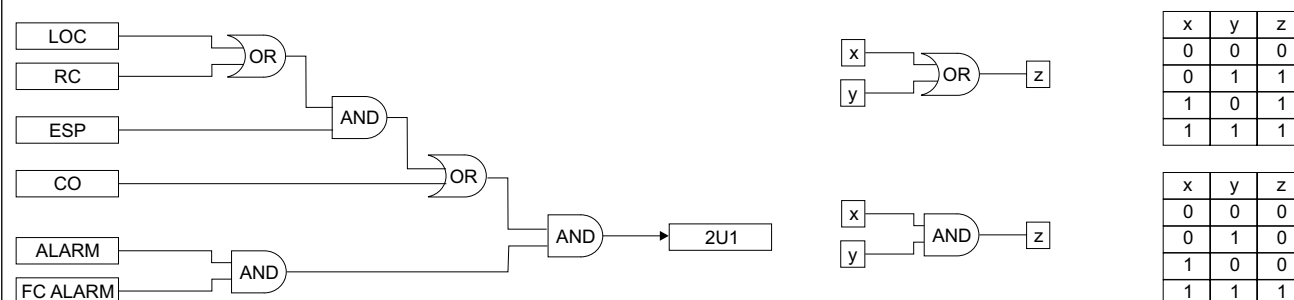 LOC
RC
OR
ESP
AND
CO
OR
ALARM
FC ALARM
AND
AND
2U1
x
y
OR
z
x
y
AND
z
x y z
0 0 0
0 1 1
1 0 1
1 1 1
x y z
0 0 0
0 1 0
1 0 0
1 1 1